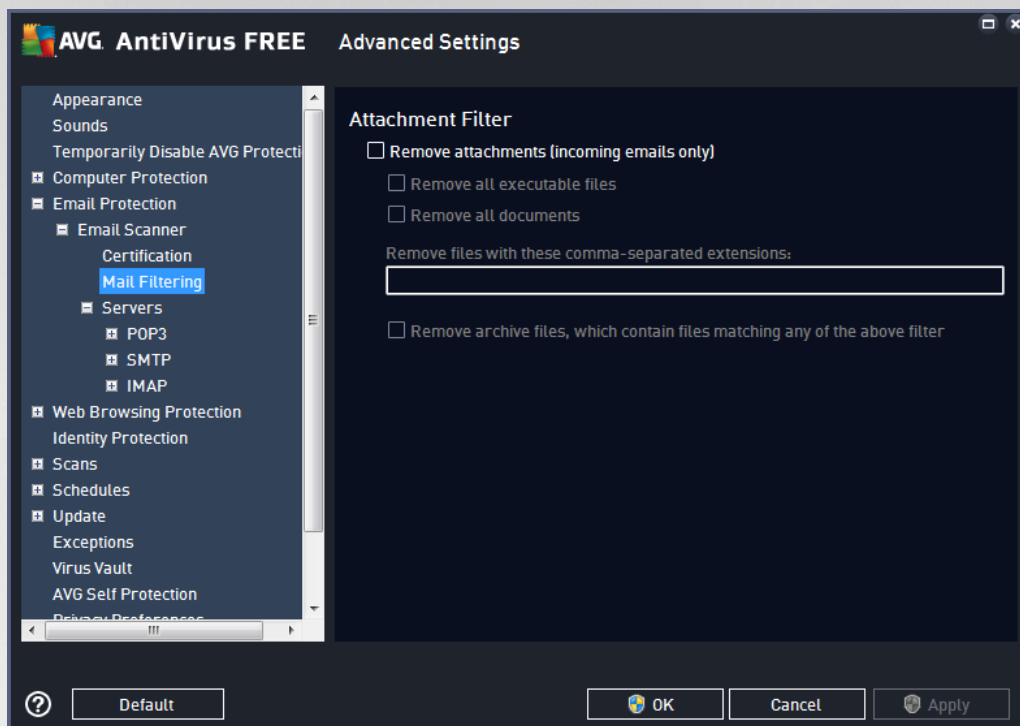 AVG. AntiVirus FREE Advanced Settings
Appearance
Sounds
Temporarily Disable AVG Protecti
Computer Protection
Email Protection
Email Scanner
Certification
Mail Filtering
Servers
POP3
SMTP
IMAP
Web Browsing Protection
Identity Protection
Scans
Schedules
Update
Exceptions
Virus Vault
AVG Self Protection
Privacy Preferences
Attachment Filter
Remove attachments (incoming emails only)
Remove all executable files
Remove all documents
Remove files with these comma-separated extensions:
Remove archive files, which contain files matching any of the above filter
? Default OK Cancel Apply